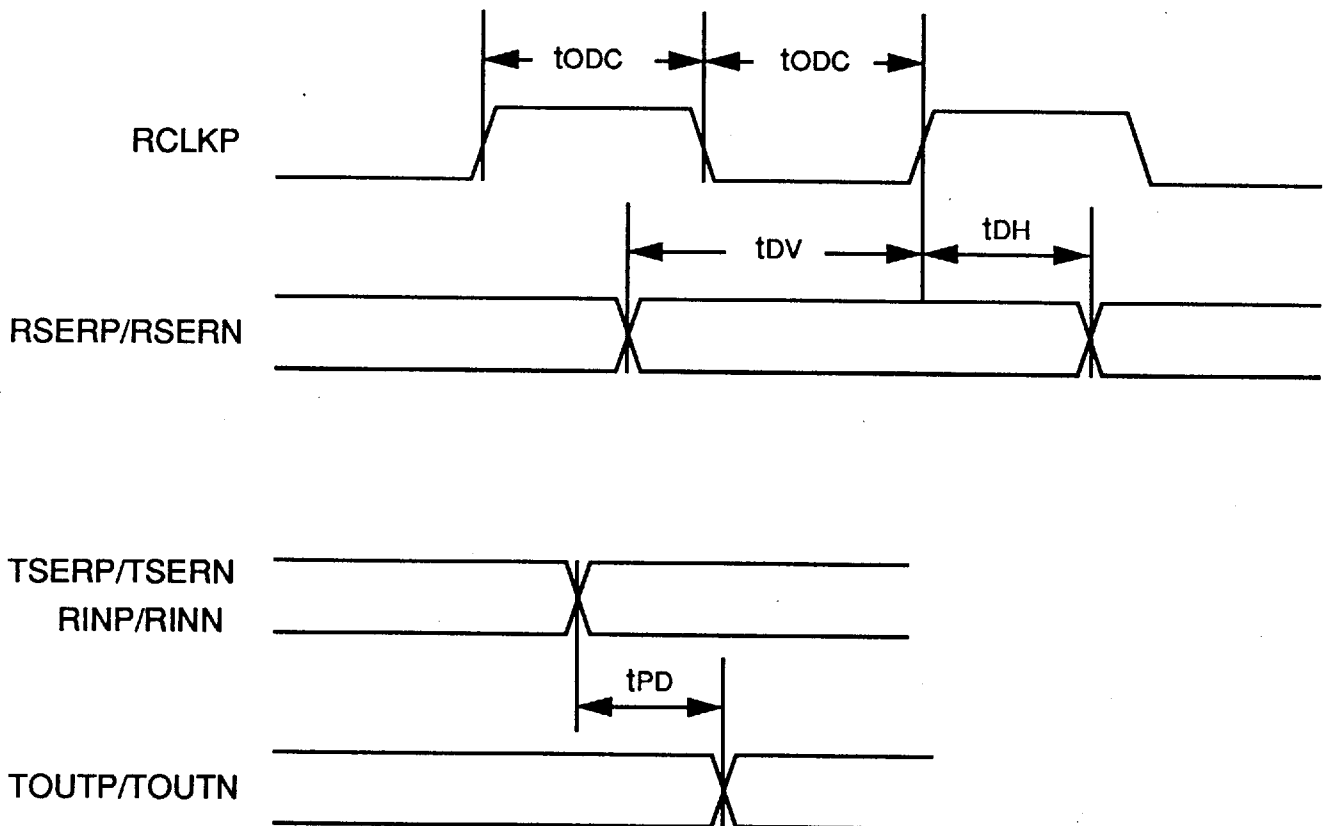 tODC tODC
RCLKP
tDV tDH
RSERP/RSERN
TSERP/TSERN
RINP/RINN
tPD
TOUTP/TOUTN